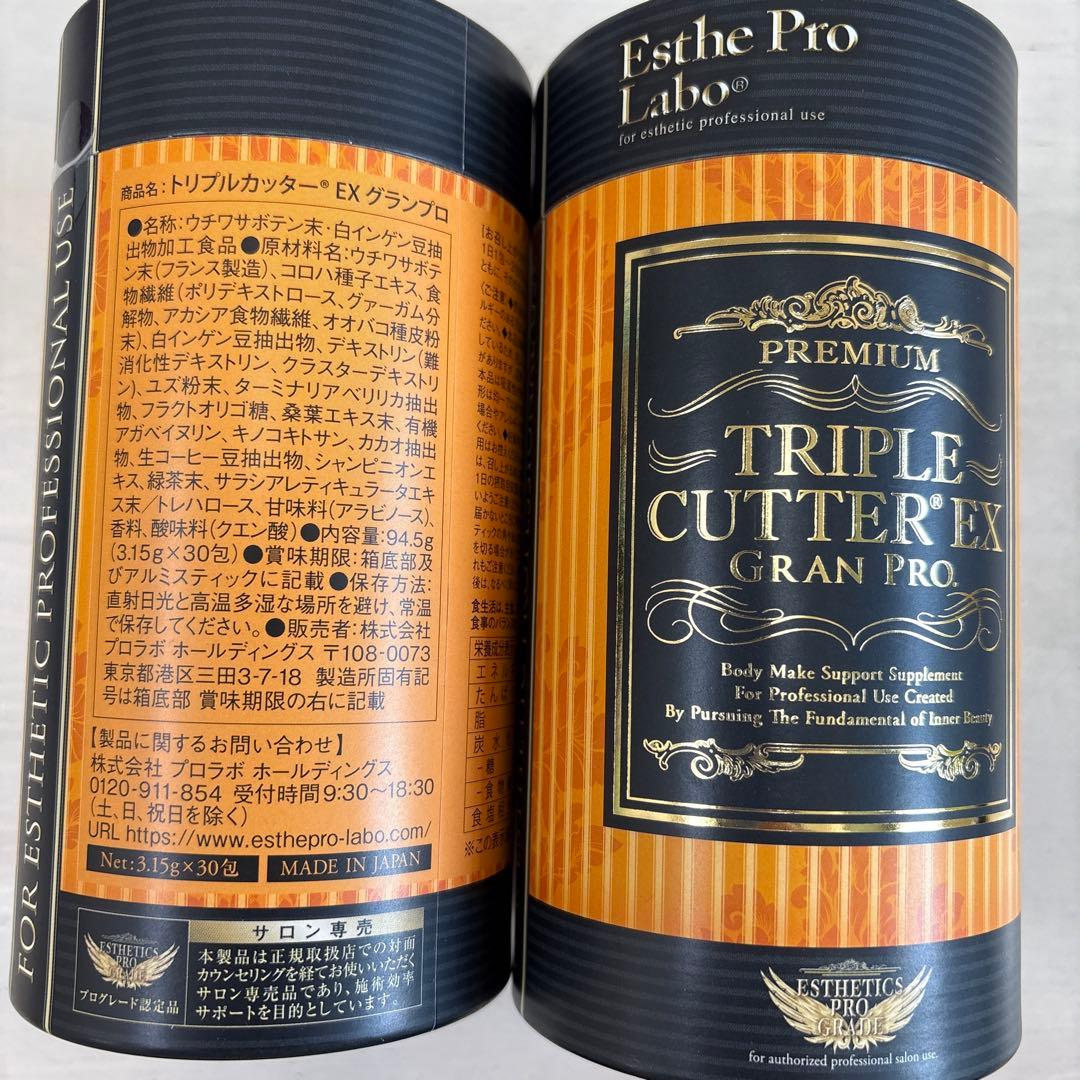 FOR ESTHETIC PROFESSIONAL USE
商品名:トリプルカッター® EX グランプロ
●名称:ウチワサボテン末・白インゲン豆抽
出物加工食品●原材料名:ウチワサボテ
ン末(フランス製造)、コロハ種子エキス、食
物繊維(ポリデキストロース、グァーガム分
解物、アカシア食物繊維、オオバコ種皮粉
末)、白インゲン豆抽出物、デキストリン(難
消化性デキストリン、クラスターデキストリ
ン)、ユズ粉末、ターミナリアベリリカ抽出
物、フラクトオリゴ糖、桑葉エキス末、有機
アガベイヌリン、キノコキトサン、カカオ抽出
物、生コーヒー豆抽出物、シャンピニオンエ
キス、緑茶末、サラシアレティキュラータエキ
ス末/トレハロース、甘味料(アラビノース)、
香料、酸味料(クエン酸)●内容量:94.5g
(3.15g×30包)●賞味期限:箱底部及
びアルミスティックに記載●保存方法:
直射日光と高温多湿な場所を避け、常温
で保存してください。●販売者:株式会社
プロラボ ホールディングス 〒108-0073
東京都港区三田3-7-18 製造所固有記
号は箱底部 賞味期限の右に記載
【製品に関するお問い合わせ】
株式会社 プロラボ ホールディングス
0120-911-854 受付時間9:30～18:30
(土、日、祝日を除く)
URL https://www.esthepro-labo.com/
Net:3.15g×30包
MADE IN JAPAN
ESTHETICS
PRO
GRADE
プログレード認定品
サロン専売
本製品は正規取扱店での対面
カウンセリングを経てお使いいただく
サロン専売品であり、施術効率
サポートを目的としています。
Esthe Pro
Labo®
for esthetic professional use
PREMIUM
TRIPLE
CUTTER® EX
GRAN PRO.
Body Make Support Supplement
For Professional Use Created
By Pursuing The Fundamental of Inner Beauty
ESTHETICS
PRO
GRADE
for authorized professional salon use.